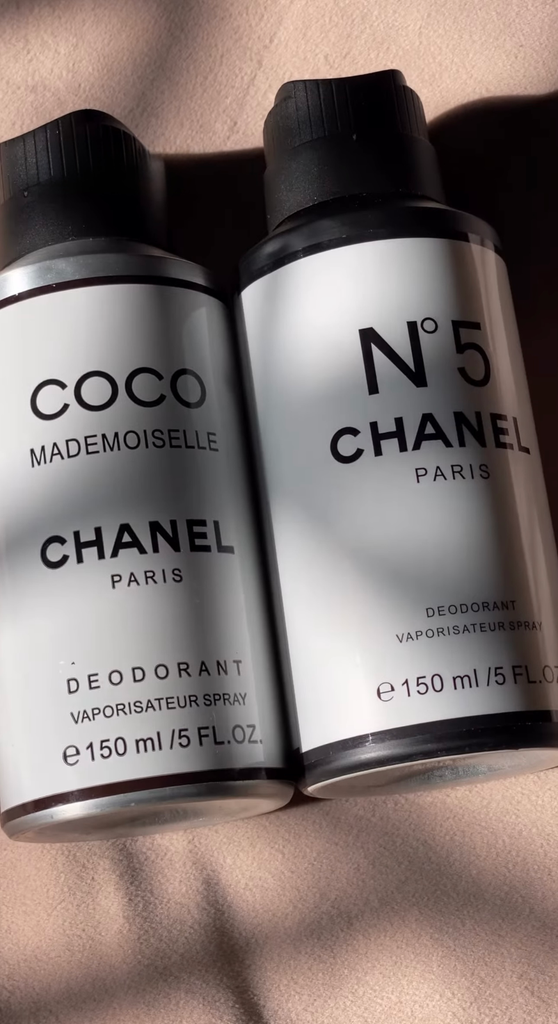 COCO
MADEMOISELLE
CHANEL
PARIS
DEODORANT
VAPORISATEUR SPRAY
℮150 ml /5 FL.OZ.
N°5
CHANEL
PARIS
DEODORANT
VAPORISATEUR SPRAY
℮150 ml /5 FL.OZ